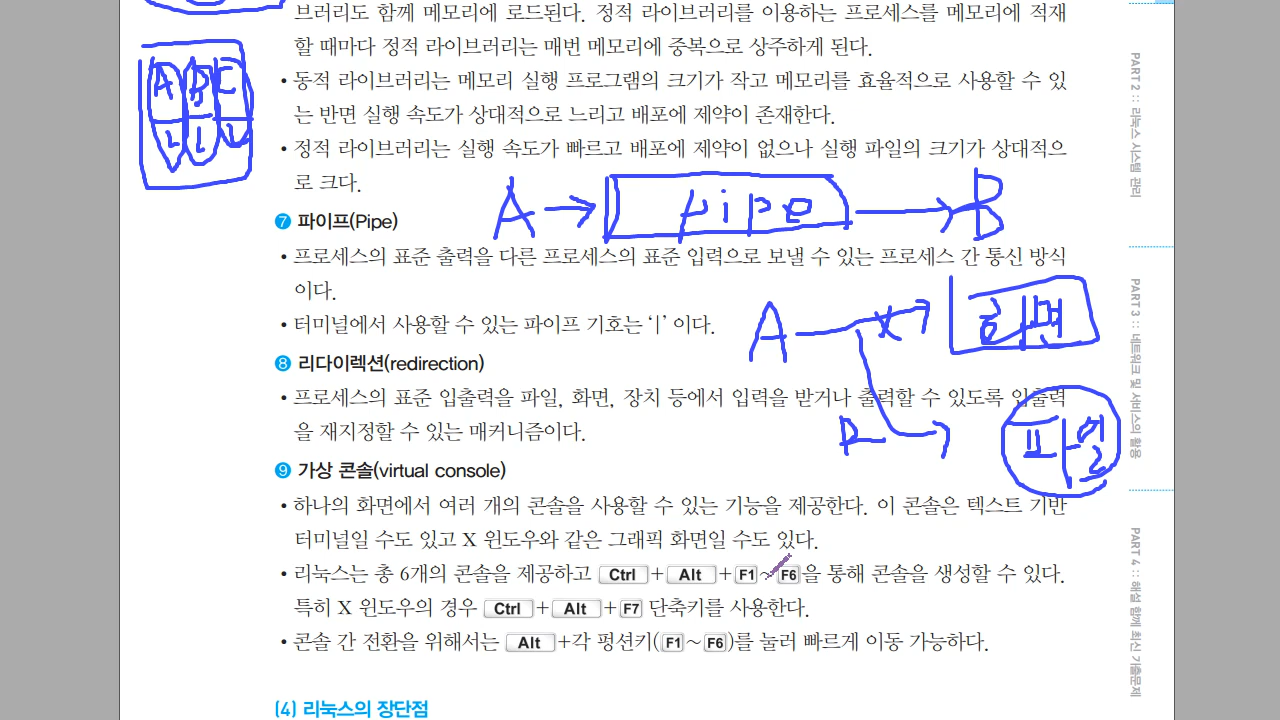 브러리도 함께 메모리에 로드된다. 정적 라이브러리를 이용하는 프로세스를 메모리에 적재
할 때마다 정적 라이브러리는 매번 메모리에 중복으로 상주하게 된다.
A B C
L L L
• 동적 라이브러리는 메모리 실행 프로그램의 크기가 작고 메모리를 효율적으로 사용할 수 있
는 반면 실행 속도가 상대적으로 느리고 배포에 제약이 존재한다.
• 정적 라이브러리는 실행 속도가 빠르고 배포에 제약이 없으나 실행 파일의 크기가 상대적으
로 크다.
A → pipe → B
❼ 파이프(Pipe)
• 프로세스의 표준 출력을 다른 프로세스의 표준 입력으로 보낼 수 있는 프로세스 간 통신 방식
이다.
• 터미널에서 사용할 수 있는 파이프 기호는 ‘|’ 이다.
A 화면
❽ 리다이렉션(redirection)
• 프로세스의 표준 입출력을 파일, 화면, 장치 등에서 입력을 받거나 출력할 수 있도록 입출력
을 재지정할 수 있는 매커니즘이다.
R 파일
❾ 가상 콘솔(virtual console)
• 하나의 화면에서 여러 개의 콘솔을 사용할 수 있는 기능을 제공한다. 이 콘솔은 텍스트 기반
터미널일 수도 있고 X 윈도우와 같은 그래픽 화면일 수도 있다.
• 리눅스는 총 6개의 콘솔을 제공하고 Ctrl+Alt+F1~F6을 통해 콘솔을 생성할 수 있다.
특히 X 윈도우의 경우 Ctrl+Alt+F7 단축키를 사용한다.
• 콘솔 간 전환을 위해서는 Alt+각 펑션키(F1~F6)를 눌러 빠르게 이동 가능하다.
(4) 리눅스의 장단점
PART 2 :: 리눅스 시스템 관리
PART 3 :: 네트워크 및 서비스의 활용
PART 4 :: 해설 함께 최신 기출문제